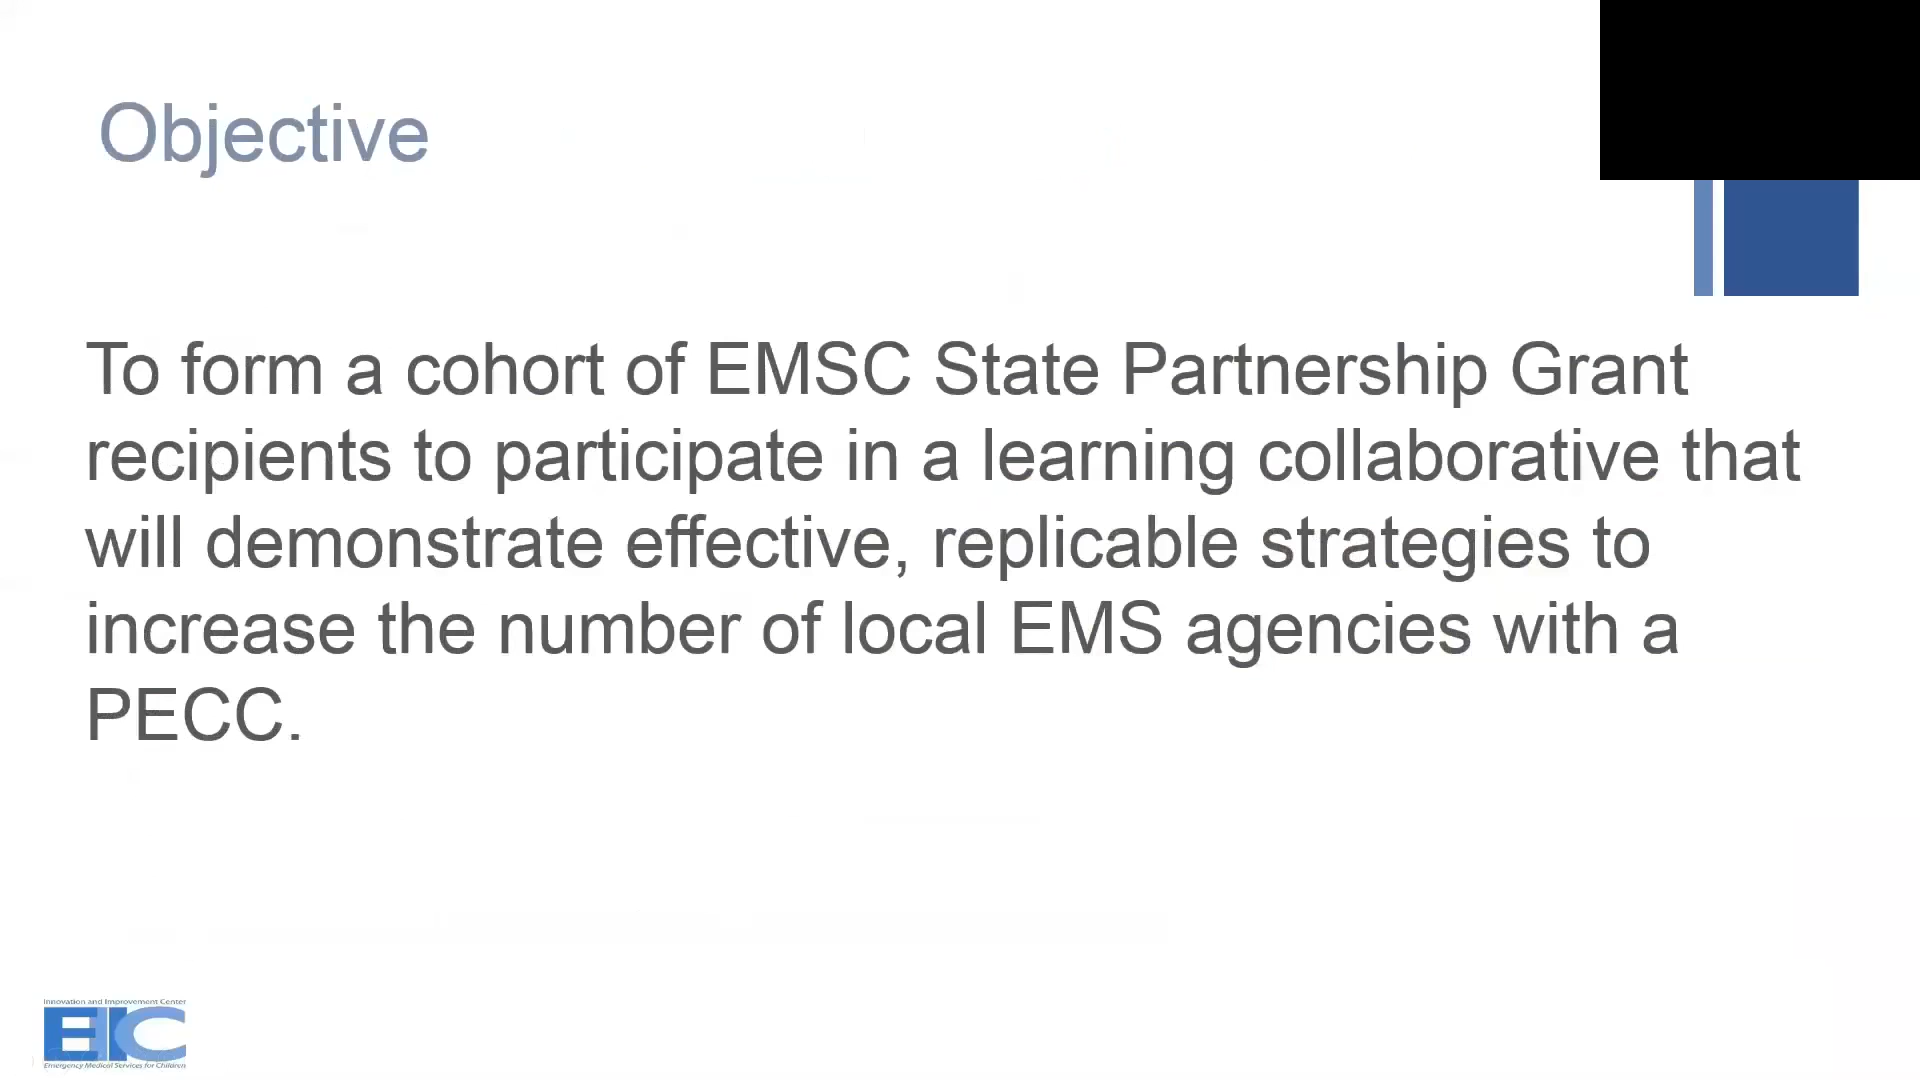 Objective
To form a cohort of EMSC State Partnership Grant
recipients to participate in a learning collaborative that
will demonstrate effective, replicable strategies to
increase the number of local EMS agencies with a
PECC.
Innovation and Improvement Center
EIIC
Emergency Medical Services for Children